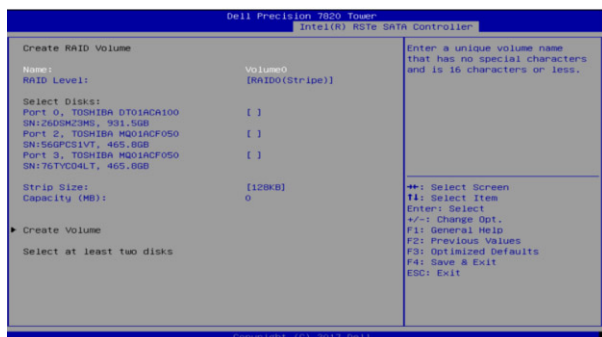 Dell Precision 7820 Tower
Intel(R) RSTe SATA Controller
Create RAID Volume
Name: Volume0
RAID Level: [RAID0(Stripe)]
Select Disks:
Port 0, TOSHIBA DT01ACA100 [ ]
SN:26DSMZ3MS, 931.5GB
Port 2, TOSHIBA MQ01ACF050 [ ]
SN:56GPCS1VT, 465.8GB
Port 3, TOSHIBA MQ01ACF050 [ ]
SN:76TYC04LT, 465.8GB
Strip Size: [128KB]
Capacity (MB): 0
Create Volume
Select at least two disks
Enter a unique volume name
that has no special characters
and is 16 characters or less.
→←: Select Screen
↑↓: Select Item
Enter: Select
+/-: Change Opt.
F1: General Help
F2: Previous Values
F3: Optimized Defaults
F4: Save & Exit
ESC: Exit
Copyright (C) 2017 Dell